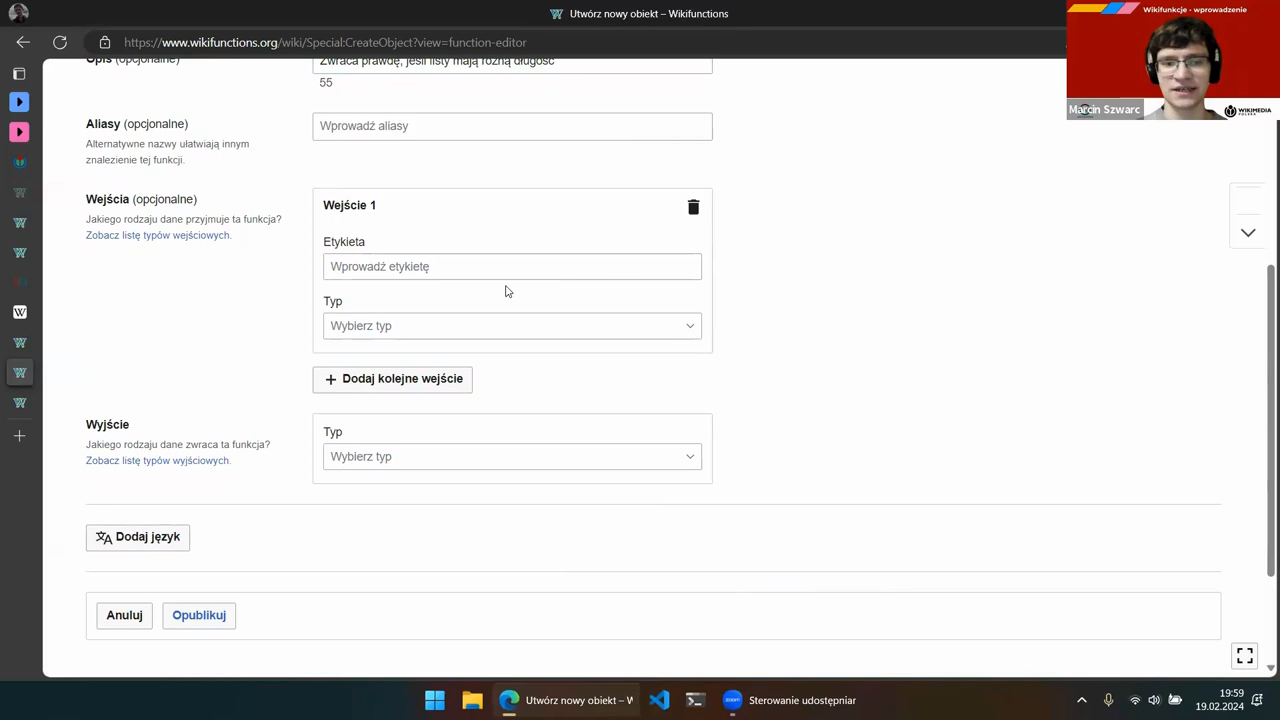 Utwórz nowy obiekt – Wikifunctions
Wikifunkcje - wprowadzenie
https://www.wikifunctions.org/wiki/Special:CreateObject?view=function-editor
Opis (opcjonalne)
Zwraca prawdę, jeśli listy mają różną długość
55
Marcin Szwarc
WIKIMEDIA
POLSKA
Aliasy (opcjonalne)
Wprowadź aliasy
Alternatywne nazwy ułatwiają innym
znalezienie tej funkcji.
Wejścia (opcjonalne)
Wejście 1
Jakiego rodzaju dane przyjmuje ta funkcja?
Zobacz listę typów wejściowych.
Etykieta
Wprowadź etykietę
Typ
Wybierz typ
Dodaj kolejne wejście
Wyjście
Typ
Jakiego rodzaju dane zwraca ta funkcja?
Wybierz typ
Zobacz listę typów wyjściowych.
Dodaj język
Anuluj
Opublikuj
Utwórz nowy obiekt – W
zoom
Sterowanie udostępniar
19:59
19.02.2024